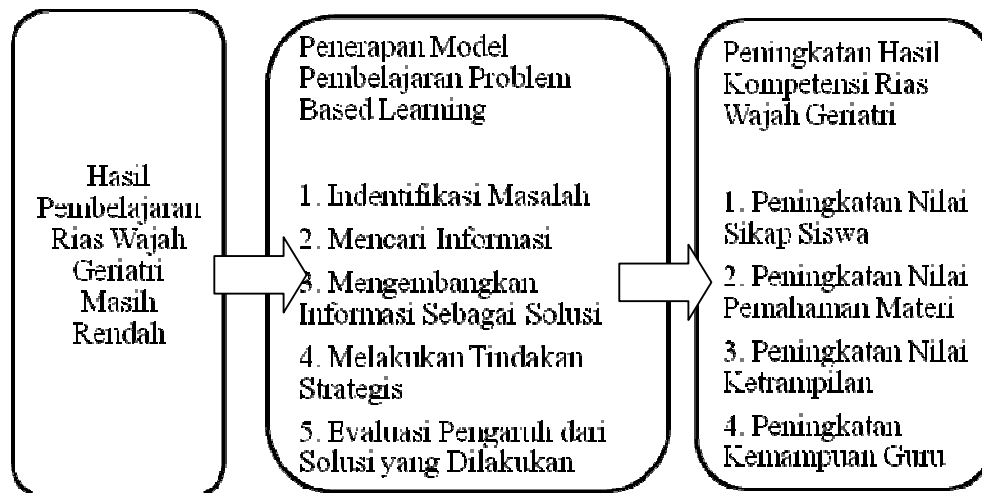 Hasil
Pembelajaran
Rias Wajah
Geriatri
Masih
Rendah
Penerapan Model
Pembelajaran Problem
Based Learning
1. Indentifikasi Masalah
2. Mencari Informasi
3. Mengembangkan
Informasi Sebagai Solusi
4. Melakukan Tindakan
Strategis
5. Evaluasi Pengaruh dari
Solusi yang Dilakukan
Peningkatan Hasil
Kompetensi Rias
Wajah Geriatri
1. Peningkatan Nilai
Sikap Siswa
2. Peningkatan Nilai
Pemahaman Materi
3. Peningkatan Nilai
Ketrampilan
4. Peningkatan
Kemampuan Guru